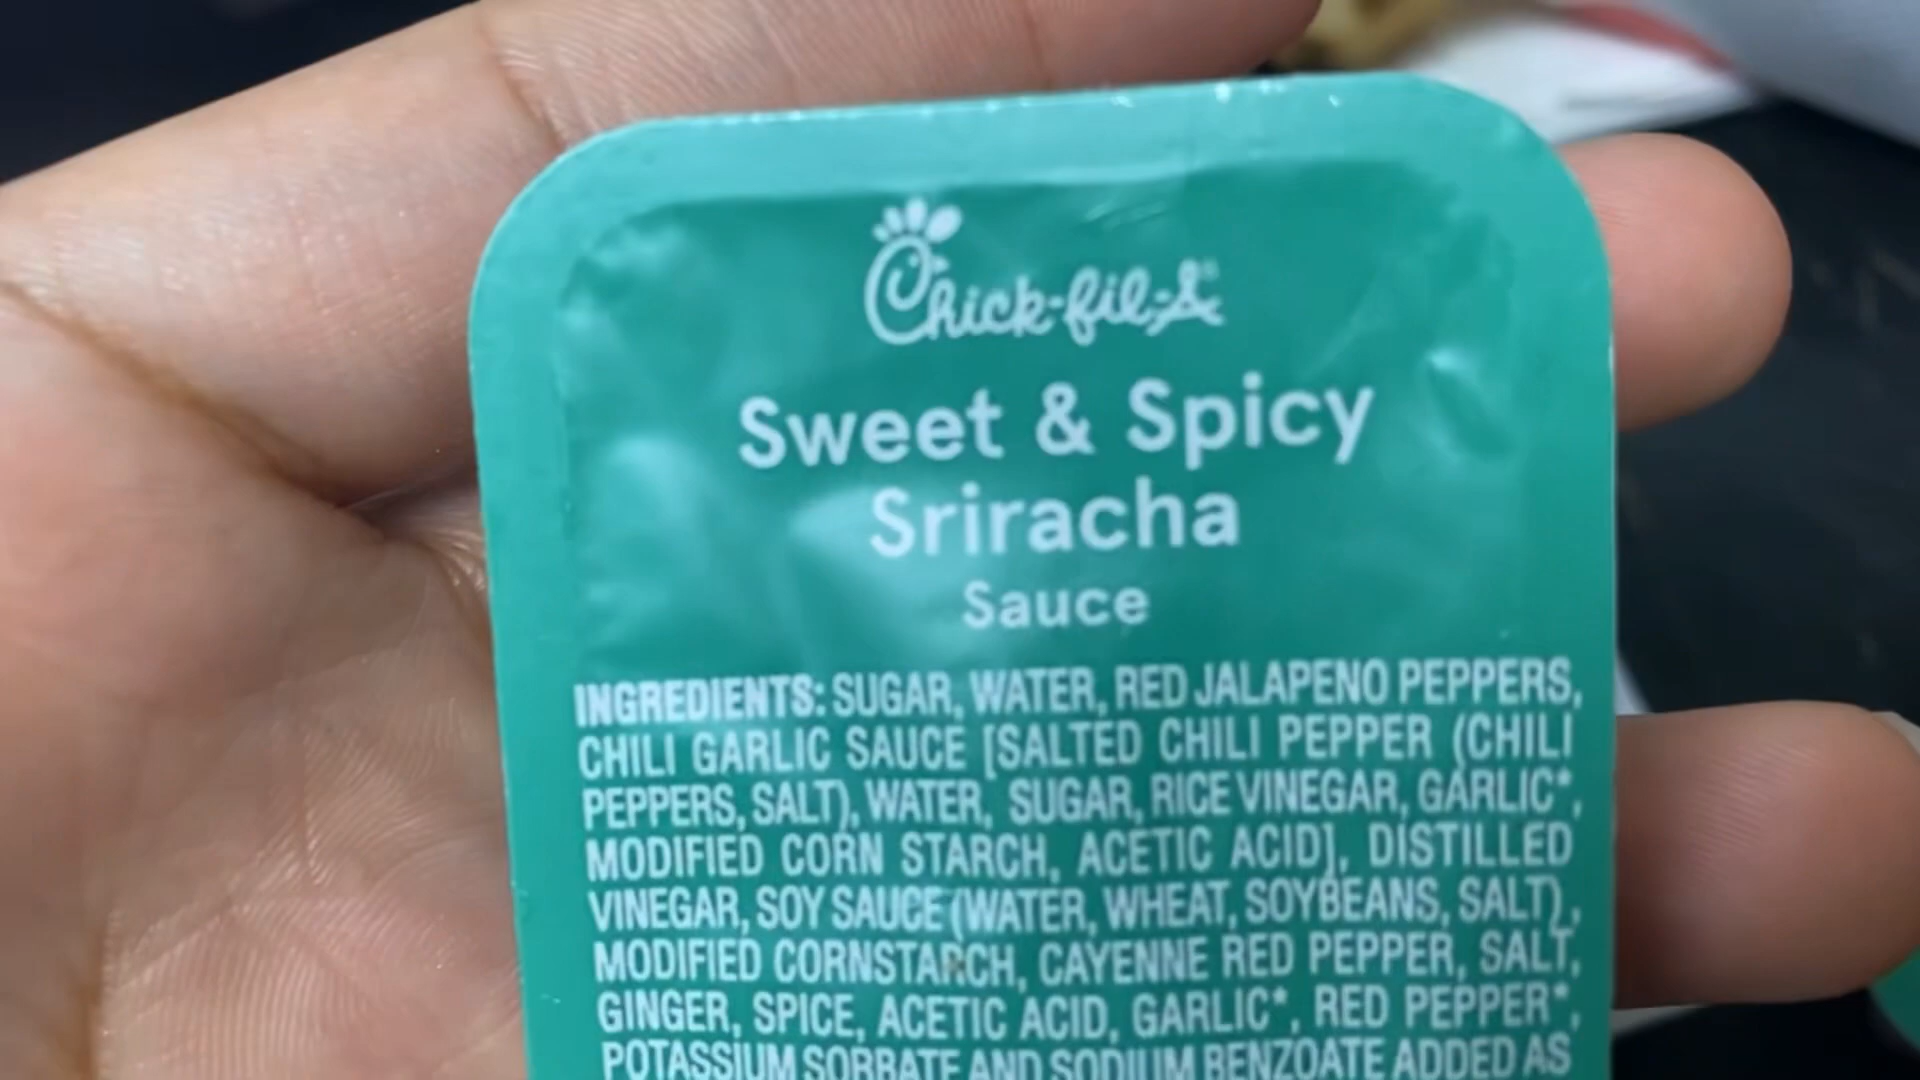 Chick-fil-A®
Sweet & Spicy
Sriracha
Sauce
INGREDIENTS: SUGAR, WATER, RED JALAPENO PEPPERS,
CHILI GARLIC SAUCE [SALTED CHILI PEPPER (CHILI
PEPPERS, SALT), WATER, SUGAR, RICE VINEGAR, GARLIC*,
MODIFIED CORN STARCH, ACETIC ACID], DISTILLED
VINEGAR, SOY SAUCE (WATER, WHEAT, SOYBEANS, SALT),
MODIFIED CORNSTARCH, CAYENNE RED PEPPER, SALT,
GINGER, SPICE, ACETIC ACID, GARLIC*, RED PEPPER*,
POTASSIUM SORBATE AND SODIUM BENZOATE ADDED AS